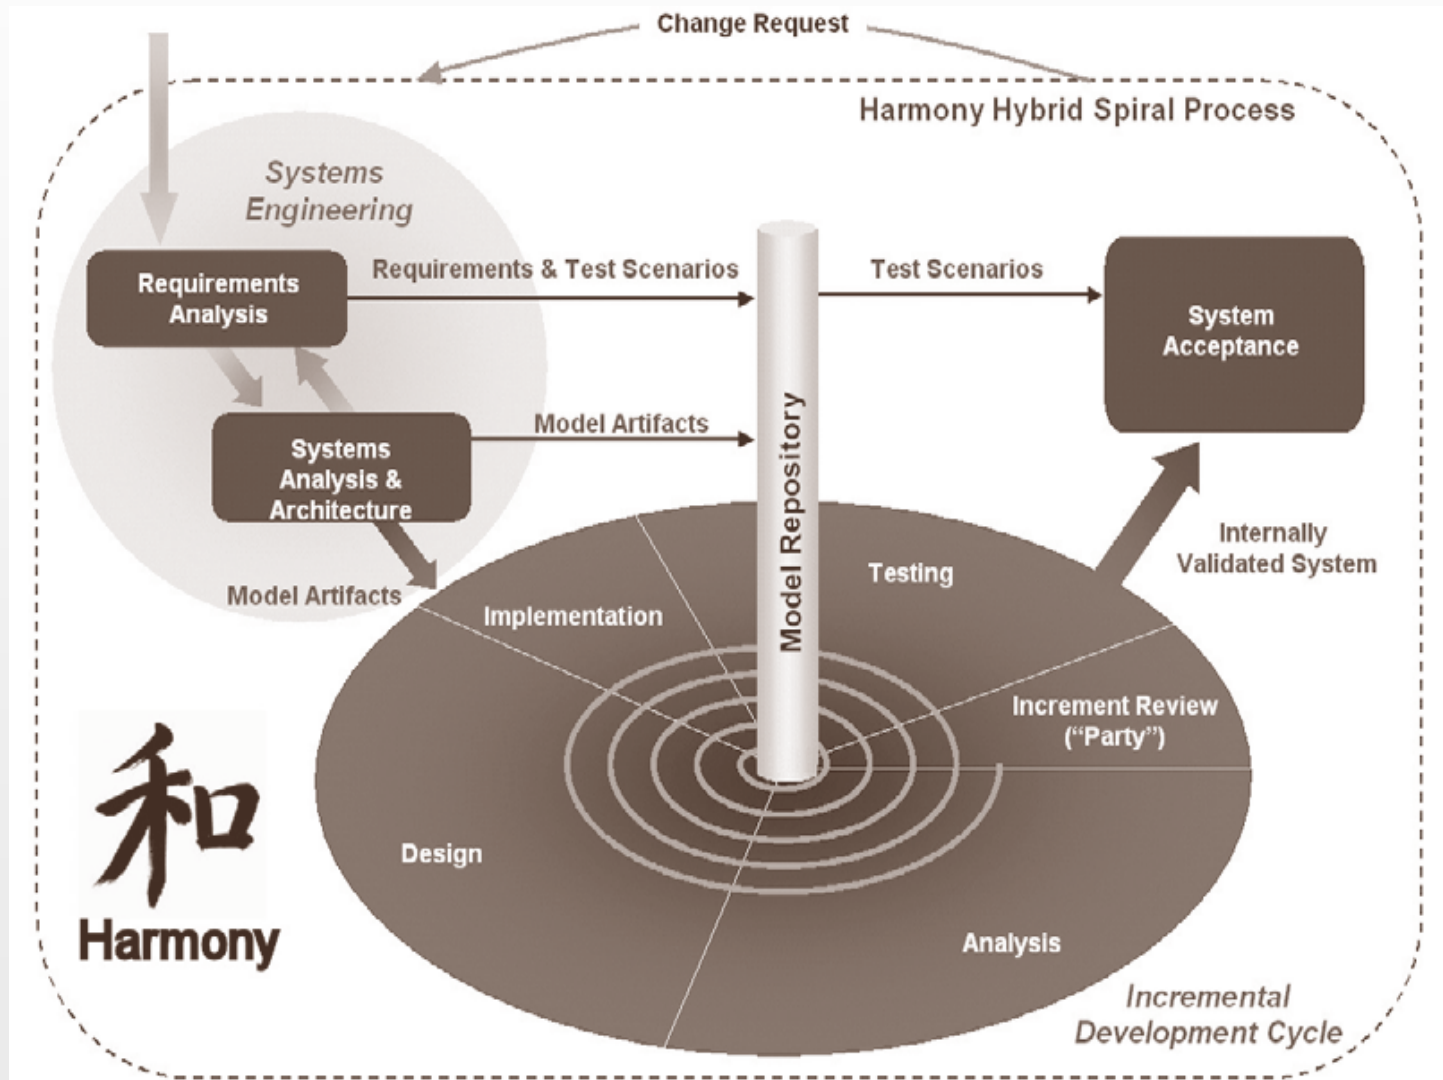 Change Request
Harmony Hybrid Spiral Process
Systems
Engineering
Requirements
Analysis
Requirements & Test Scenarios
Test Scenarios
System
Acceptance
Systems
Analysis &
Architecture
Model Artifacts
Model Repository
Model Artifacts
Internally
Validated System
Implementation
Testing
Increment Review
(“Party”)
Design
Analysis
和
Harmony
Incremental
Development Cycle